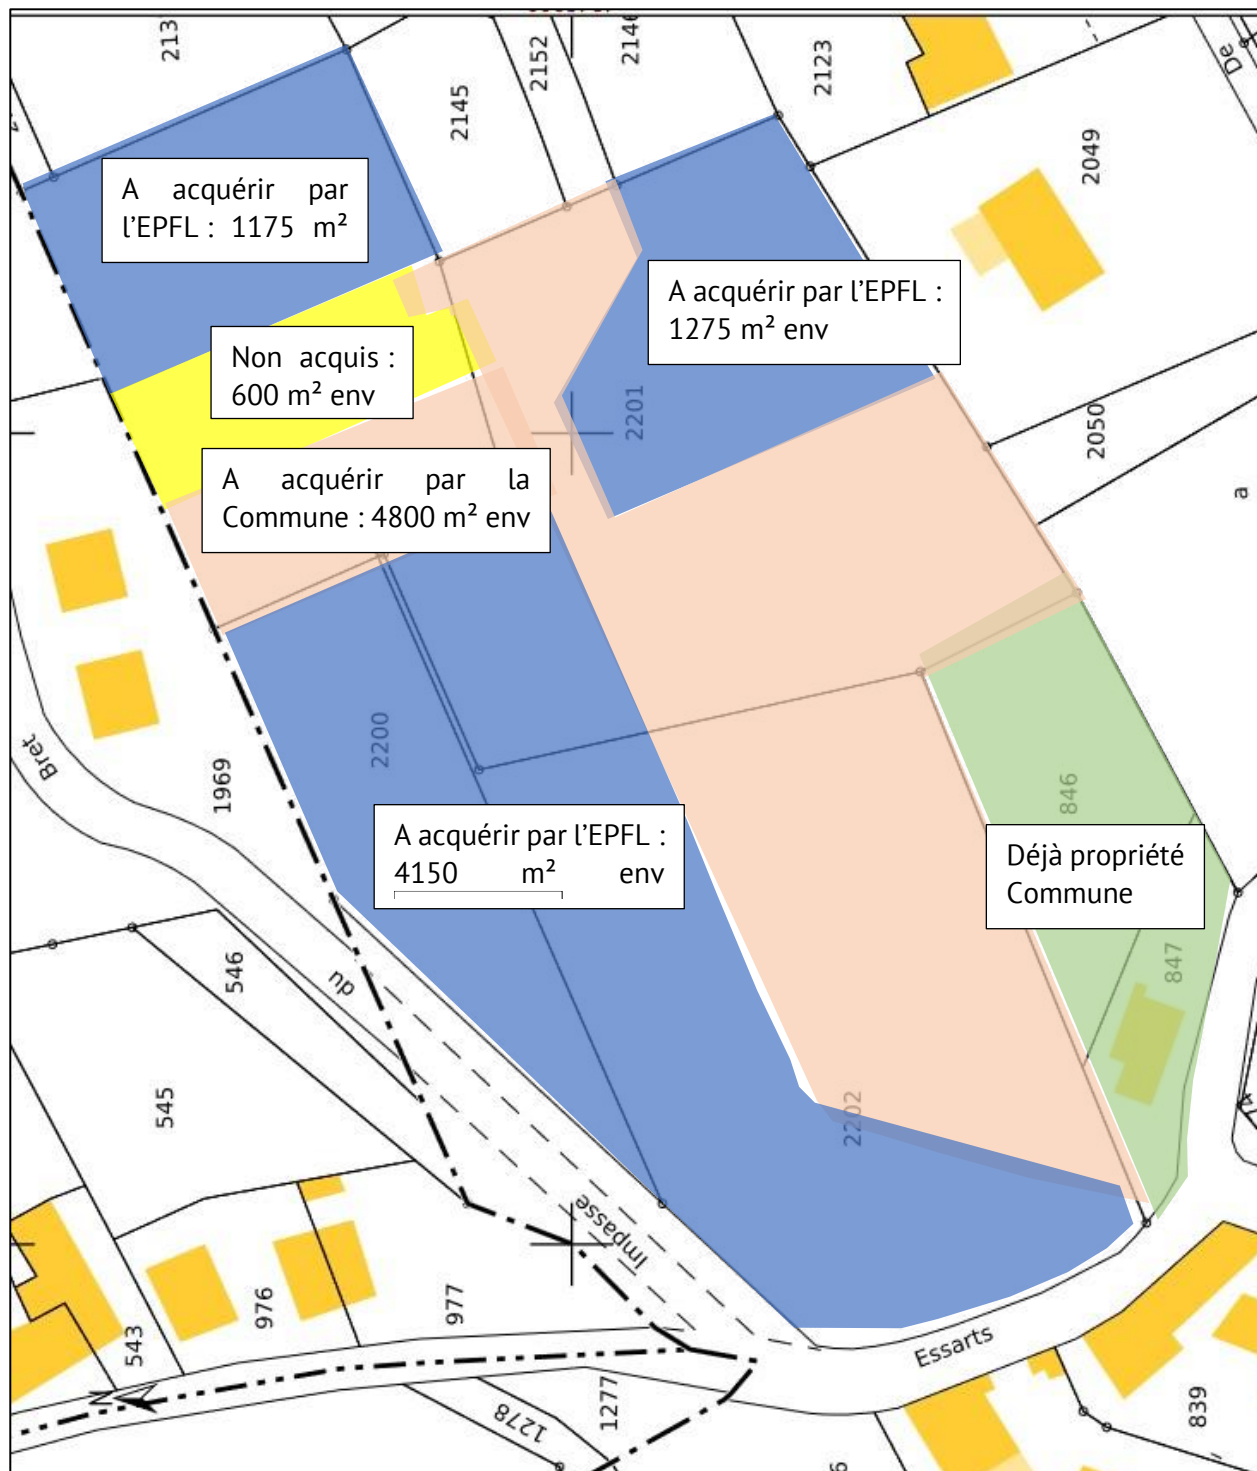 213
2145
2152
2146
2123
De
2049
A acquérir par
l’EPFL : 1175 m²
A acquérir par l’EPFL :
1275 m² env
Non acquis :
600 m² env
2201
2050
a
A acquérir par la
Commune : 4800 m² env
Bret
1969
2200
846
A acquérir par l’EPFL :
4150 m² env
Déjà propriété
Commune
847
546
du
545
2202
Impasse
Essarts
543
976
977
N
1278
1277
839